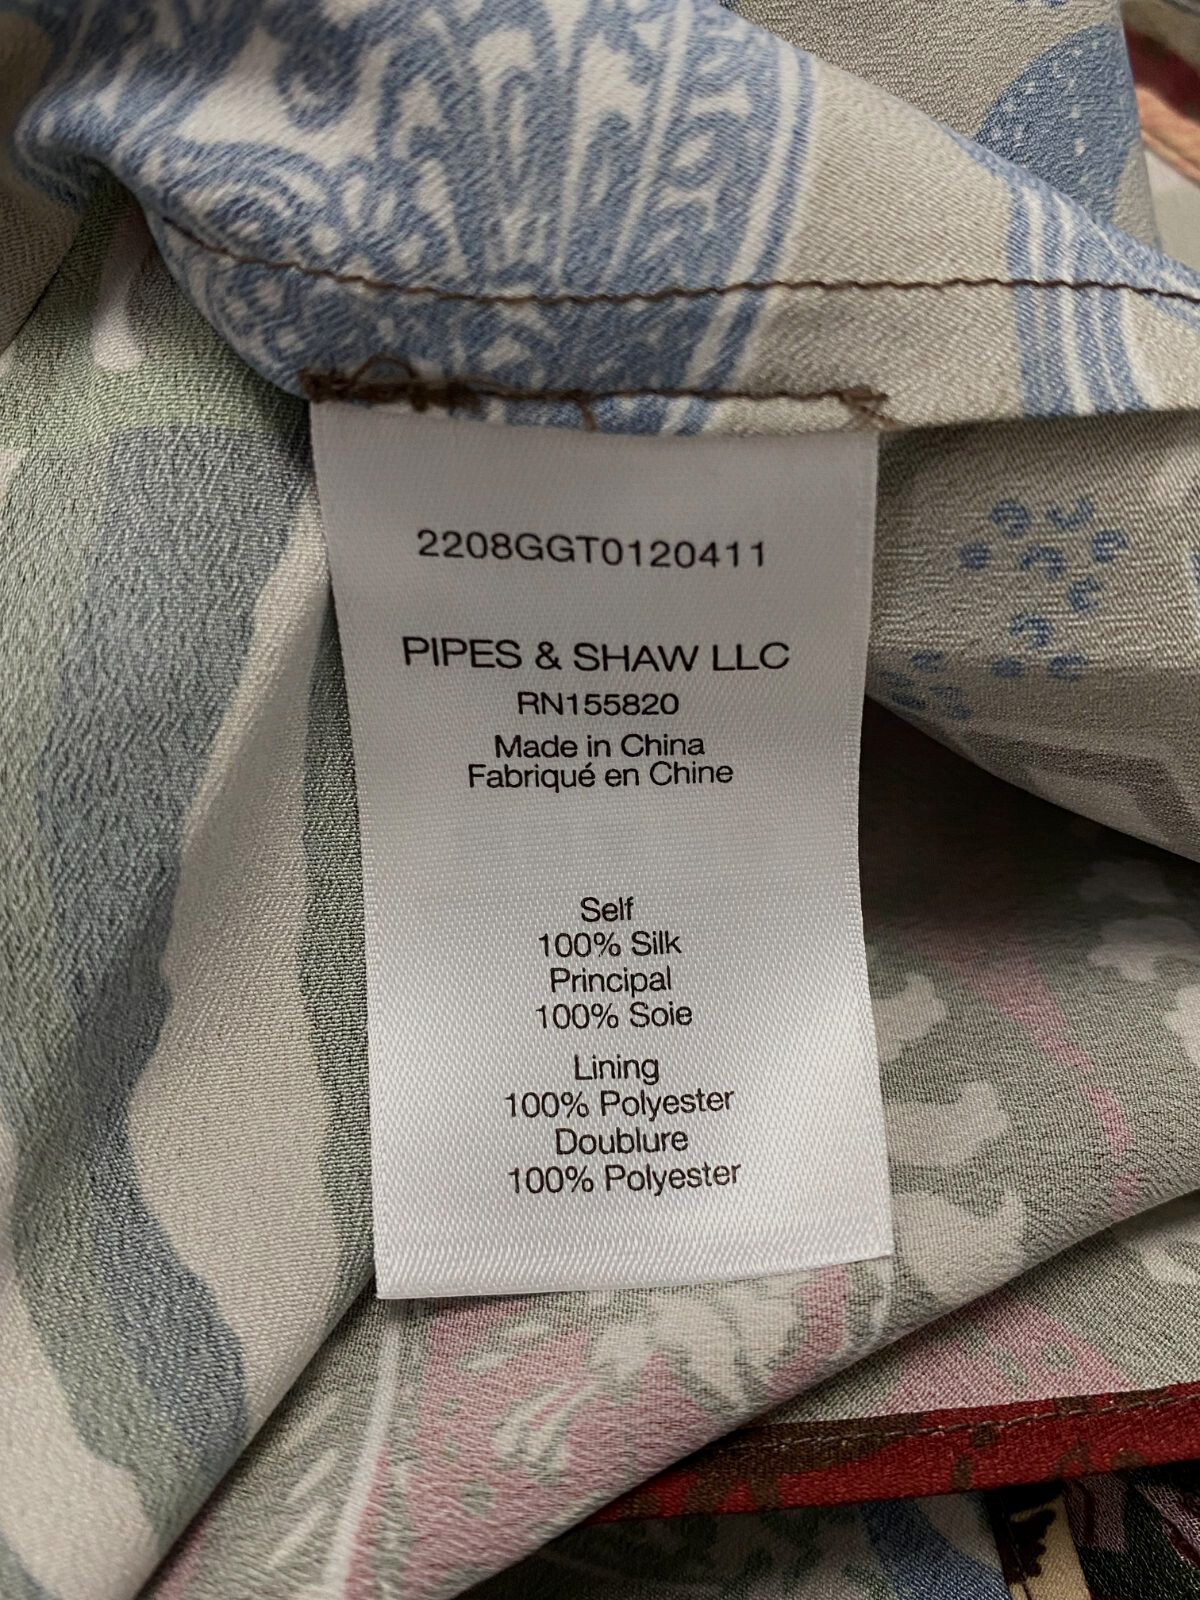 2208GGT0120411
PIPES & SHAW LLC
RN155820
Made in China
Fabriqué en Chine
Self
100% Silk
Principal
100% Soie
Lining
100% Polyester
Doublure
100% Polyester